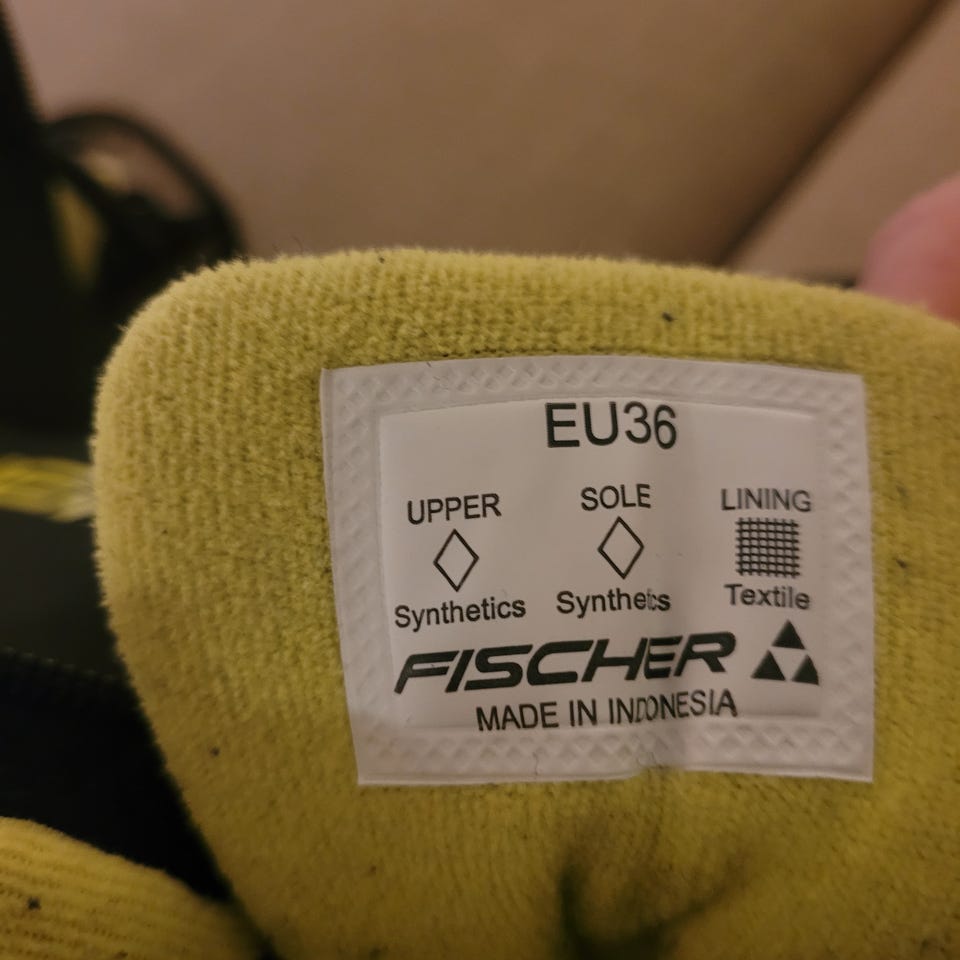 EU36
UPPER SOLE LINING
Synthetics Synthetics Textile
FISCHER
MADE IN INDONESIA